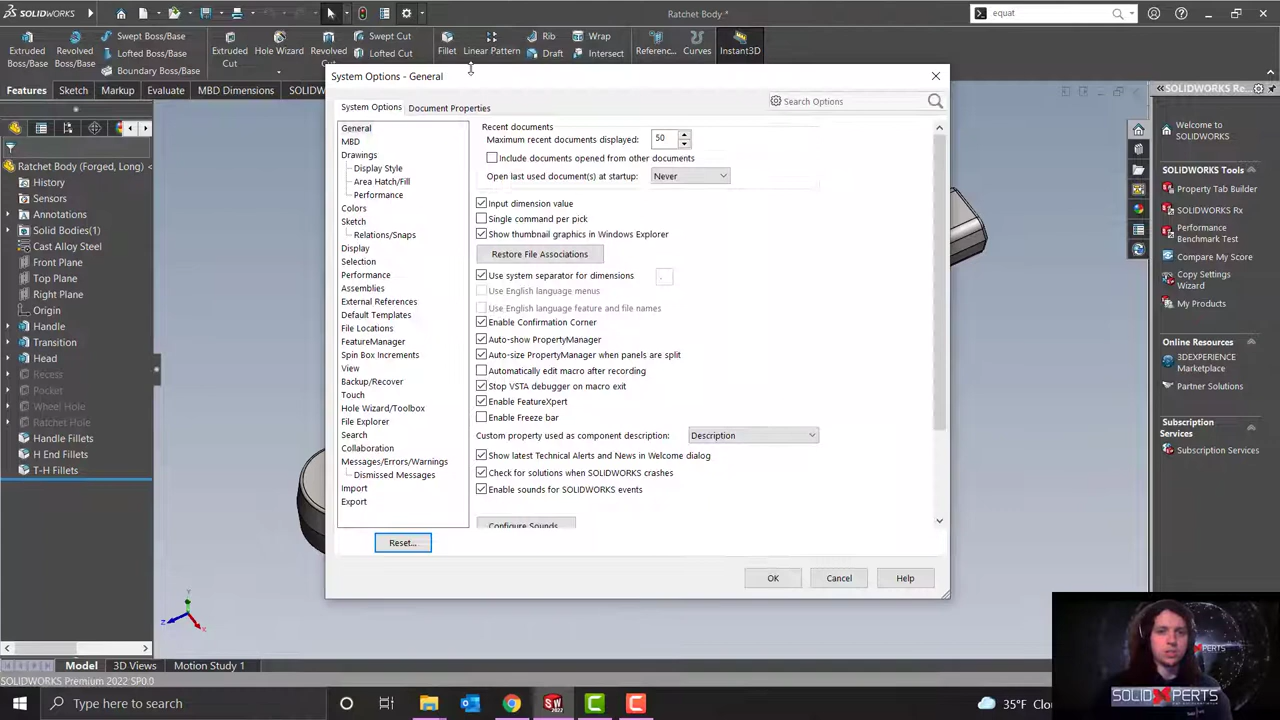 SOLIDWORKS
Ratchet Body *
equat
Extruded Boss/Base
Revolved Boss/Base
Swept Boss/Base
Lofted Boss/Base
Boundary Boss/Base
Extruded Cut
Hole Wizard
Revolved Cut
Swept Cut
Lofted Cut
Fillet
Linear Pattern
Rib
Draft
Wrap
Intersect
Referenc...
Curves
Instant3D
Features
Sketch
Markup
Evaluate
MBD Dimensions
SOLIDW
Ratchet Body (Forged, Long) <
History
Sensors
Annotations
Solid Bodies(1)
Cast Alloy Steel
Front Plane
Top Plane
Right Plane
Origin
Handle
Transition
Head
Recess
Pocket
Wheel Hole
Ratchet Hole
Handle Fillets
H End Fillets
T-H Fillets
System Options - General
System Options
Document Properties
Search Options
General
MBD
Drawings
Display Style
Area Hatch/Fill
Performance
Colors
Sketch
Relations/Snaps
Display
Selection
Performance
Assemblies
External References
Default Templates
File Locations
FeatureManager
Spin Box Increments
View
Backup/Recover
Touch
Hole Wizard/Toolbox
File Explorer
Search
Collaboration
Messages/Errors/Warnings
Dismissed Messages
Import
Export
Reset...
Recent documents
Maximum recent documents displayed: 50
Include documents opened from other documents
Open last used document(s) at startup: Never
Input dimension value
Single command per pick
Show thumbnail graphics in Windows Explorer
Restore File Associations
Use system separator for dimensions .
Use English language menus
Use English language feature and file names
Enable Confirmation Corner
Auto-show PropertyManager
Auto-size PropertyManager when panels are split
Automatically edit macro after recording
Stop VSTA debugger on macro exit
Enable FeatureXpert
Enable Freeze bar
Custom property used as component description: Description
Show latest Technical Alerts and News in Welcome dialog
Check for solutions when SOLIDWORKS crashes
Enable sounds for SOLIDWORKS events
Configure Sounds
OK
Cancel
Help
SOLIDWORKS Re...
Welcome to SOLIDWORKS
SOLIDWORKS Tools
Property Tab Builder
SOLIDWORKS Rx
Performance Benchmark Test
Compare My Score
Copy Settings Wizard
My Products
Online Resources
3DEXPERIENCE Marketplace
Partner Solutions
Subscription Services
Subscription Services
Y
Z
X
Model
3D Views
Motion Study 1
SOLIDWORKS Premium 2022 SP0.0
Type here to search
35°F Clo
XPERTS
SOLIDXPERTS